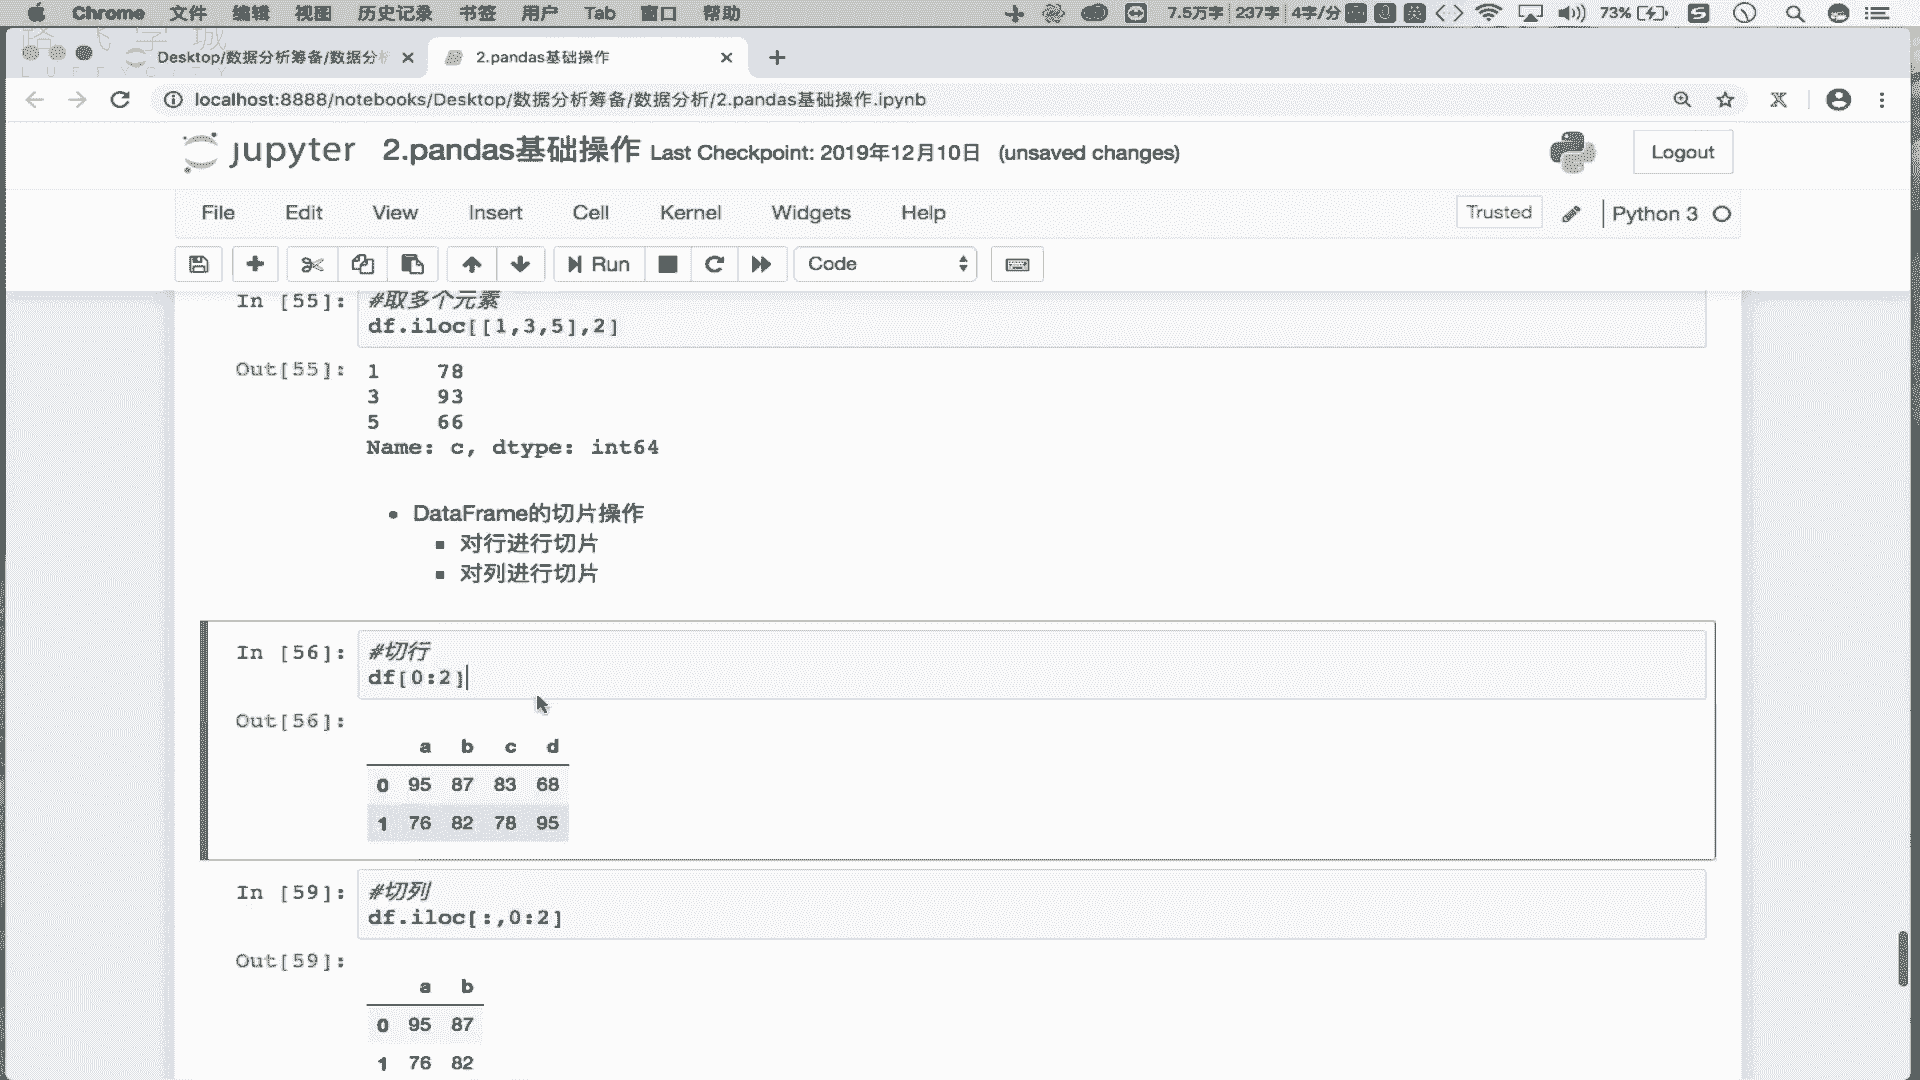 Chrome 文件 编辑 视图 历史记录 书签 用户 Tab 窗口 帮助 7.5万字 237字 4字/分 73%
路飞学城
LUFFYCITY
Desktop/数据分析筹备/数据分析 2.pandas基础操作
localhost:8888/notebooks/Desktop/数据分析筹备/数据分析/2.pandas基础操作.ipynb
jupyter 2.pandas基础操作 Last Checkpoint: 2019年12月10日 (unsaved changes) Logout
File Edit View Insert Cell Kernel Widgets Help Trusted Python 3
Run Code
In [55]: #取多个元素
df.iloc[[1,3,5],2]
Out[55]: 1 78
3 93
5 66
Name: c, dtype: int64
DataFrame的切片操作
对行进行切片
对列进行切片
In [56]: #切行
df[0:2]
Out[56]:
a b c d
0 95 87 83 68
1 76 82 78 95
In [59]: #切列
df.iloc[:,0:2]
Out[59]:
a b
0 95 87
1 76 82